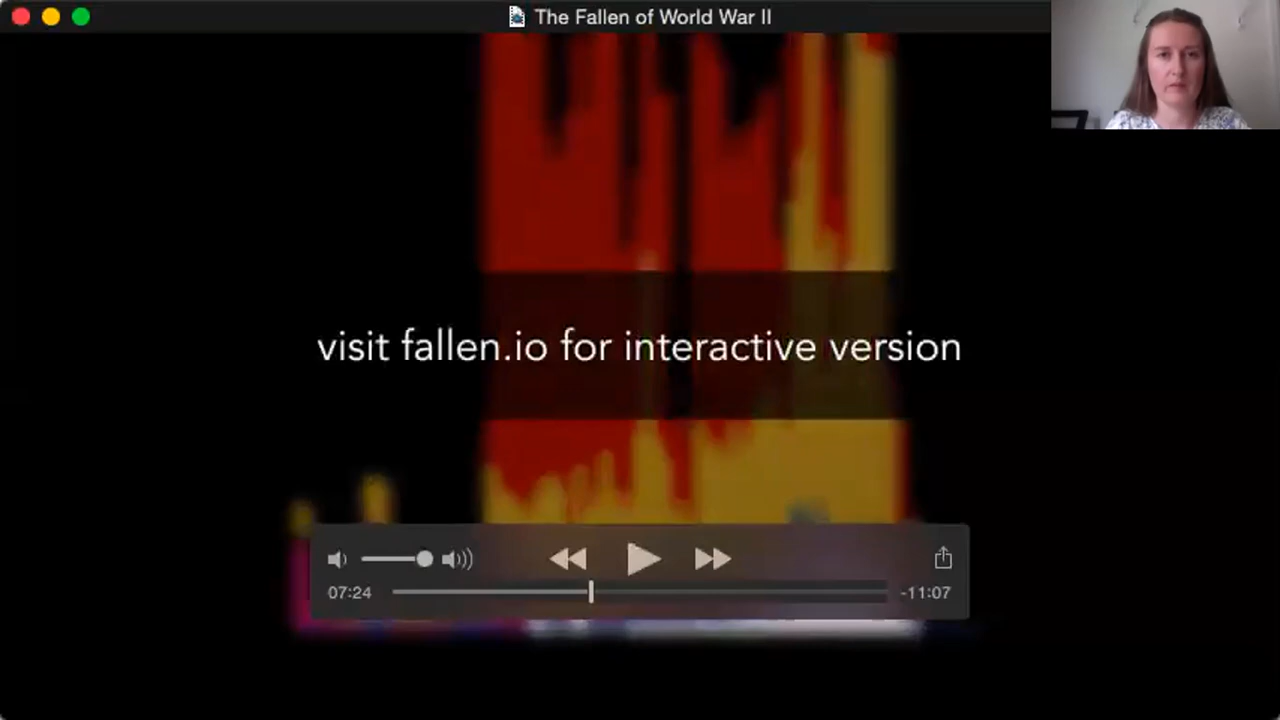 The Fallen of World War II
visit fallen.io for interactive version
07:24
-11:07